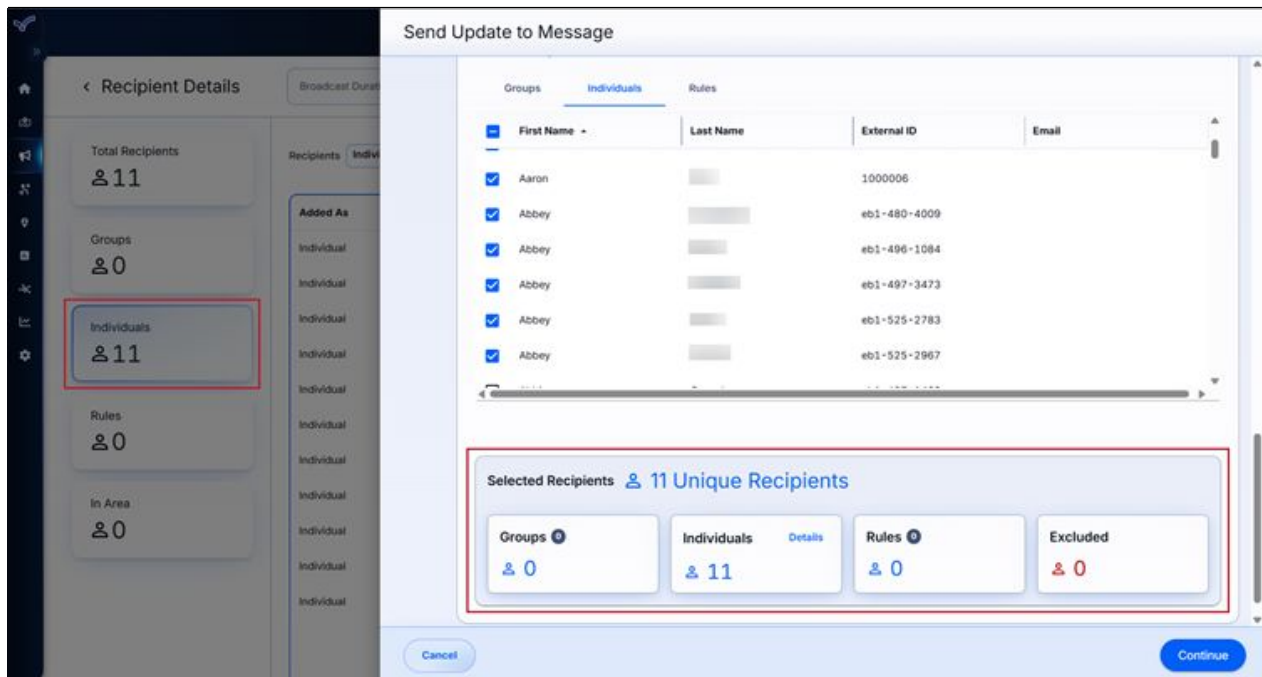 Send Update to Message
Recipient Details
Total Recipients
11
Groups
0
Individuals
11
Rules
0
In Area
0
Broadcast
Recipients
Added As
Individual
Individual
Individual
Individual
Individual
Individual
Individual
Individual
Individual
Individual
Individual
Groups Individuals Rules
First Name Last Name External ID Email
Aaron 1000006
Abbey eb1-480-4009
Abbey eb1-496-1084
Abbey eb1-497-3473
Abbey eb1-525-2783
Abbey eb1-525-2967
Selected Recipients 11 Unique Recipients
Groups 0
Individuals Details 11
Rules 0
Excluded 0
Cancel Continue